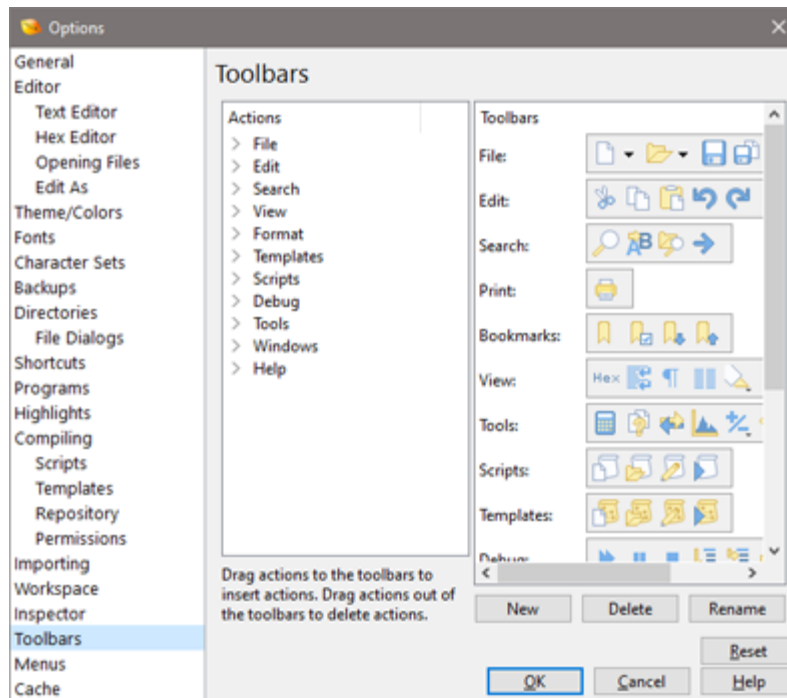 Options
General
Editor
Text Editor
Hex Editor
Opening Files
Edit As
Theme/Colors
Fonts
Character Sets
Backups
Directories
File Dialogs
Shortcuts
Programs
Highlights
Compiling
Scripts
Templates
Repository
Permissions
Importing
Workspace
Inspector
Toolbars
Menus
Cache
Toolbars
Actions
File
Edit
Search
View
Format
Templates
Scripts
Debug
Tools
Windows
Help
Drag actions to the toolbars to
insert actions. Drag actions out of
the toolbars to delete actions.
Toolbars
File:
Edit:
Search:
AB
Print:
Bookmarks:
View:
Hex
Tools:
Scripts:
Templates:
Debug:
New
Delete
Rename
Reset
OK
Cancel
Help